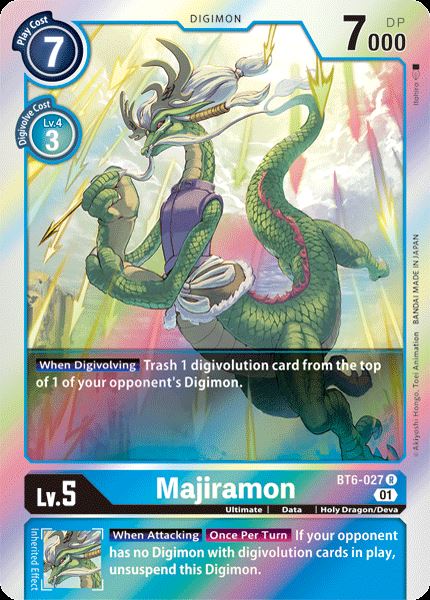 DIGIMON
Play Cost
7
7000
DP
Digivolve Cost
Lv.4
3
Itohiro
© Akiyoshi Hongo, Toei Animation BANDAI MADE IN JAPAN
When Digivolving Trash 1 digivolution card from the top
of 1 of your opponent's Digimon.
BT6-027 R
Lv.5
Majiramon
01
Ultimate | Data | Holy Dragon/Deva
Inherited Effect
When Attacking Once Per Turn If your opponent
has no Digimon with digivolution cards in play,
unsuspend this Digimon.